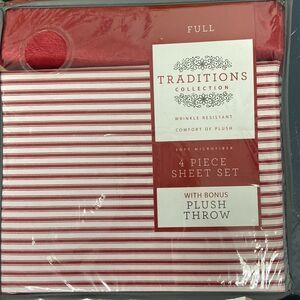 FULL
TRADITIONS
COLLECTION
WRINKLE RESISTANT
COMFORT OF PLUSH
SOFT MICROFIBER
4 PIECE
SHEET SET
WITH BONUS
PLUSH
THROW